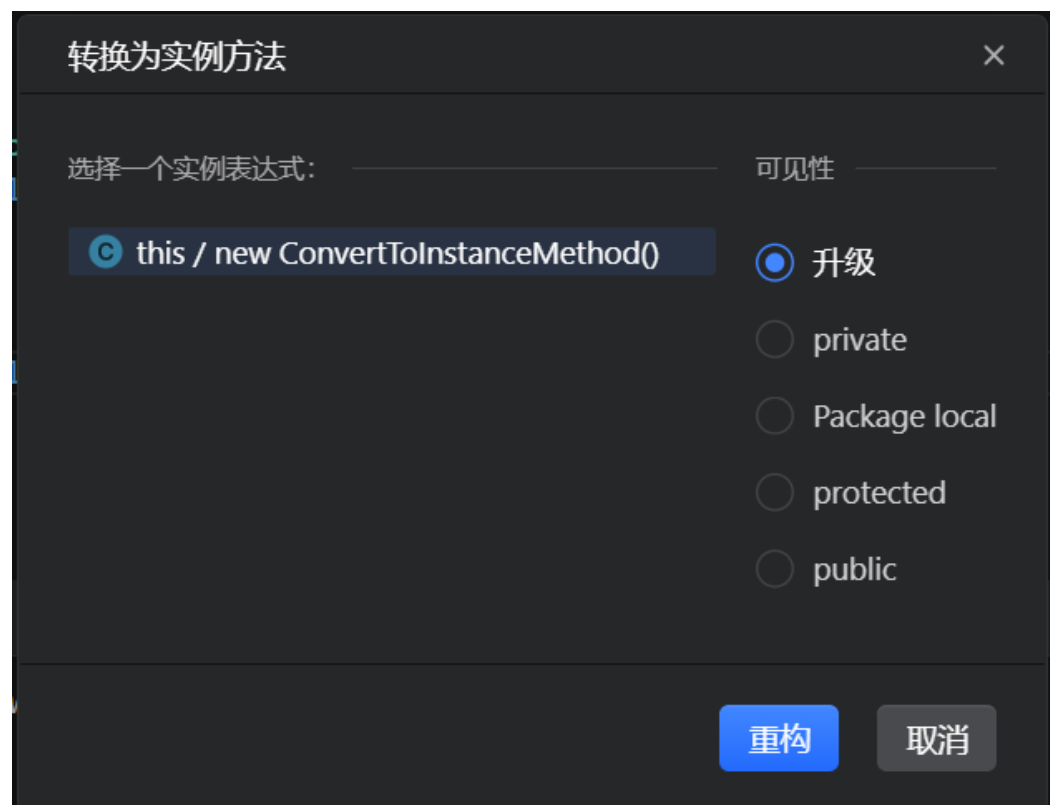 转换为实例方法
选择一个实例表达式：
可见性
C this / new ConvertToInstanceMethod()
升级
private
Package local
protected
public
重构
取消